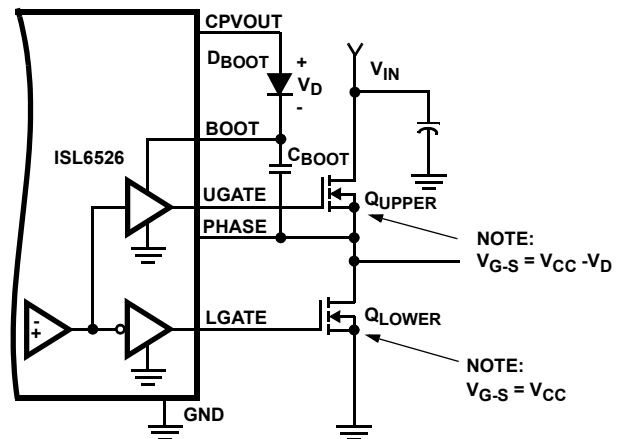 CPVOUT
DBOOT
+
VD
-
VIN
BOOT
ISL6526
CBOOT
UGATE
QUPPER
PHASE
NOTE:
VG-S = VCC -VD
-
+
LGATE
QLOWER
NOTE:
VG-S = VCC
GND